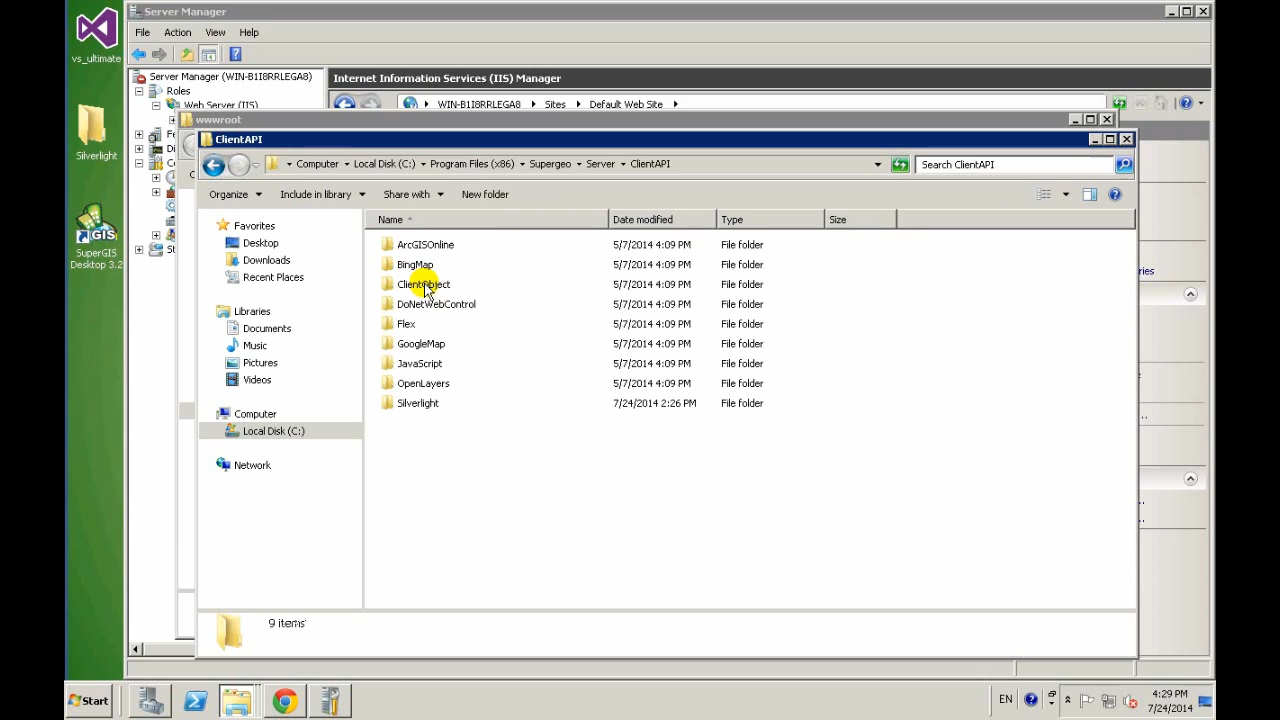 vs_ultimate
Silverlight
GIS
SuperGIS
Desktop 3.2
Server Manager
File Action View Help
Server Manager (WIN-B1I8RRLEGA8)
Roles
Web Server (IIS)
Internet Information Services (IIS) Manager
WIN-B1I8RRLEGA8 Sites Default Web Site
wwwroot
ClientAPI
Computer Local Disk (C:) Program Files (x86) Supergeo Server ClientAPI
Search ClientAPI
Organize Include in library Share with New folder
Favorites
Desktop
Downloads
Recent Places
Libraries
Documents
Music
Pictures
Videos
Computer
Local Disk (C:)
Network
Name Date modified Type Size
ArcGISOnline 5/7/2014 4:09 PM File folder
BingMap 5/7/2014 4:09 PM File folder
ClientObject 5/7/2014 4:09 PM File folder
DoNetWebControl 5/7/2014 4:09 PM File folder
Flex 5/7/2014 4:09 PM File folder
GoogleMap 5/7/2014 4:09 PM File folder
JavaScript 5/7/2014 4:09 PM File folder
OpenLayers 5/7/2014 4:09 PM File folder
Silverlight 7/24/2014 2:26 PM File folder
9 items
Start
EN
4:29 PM
7/24/2014